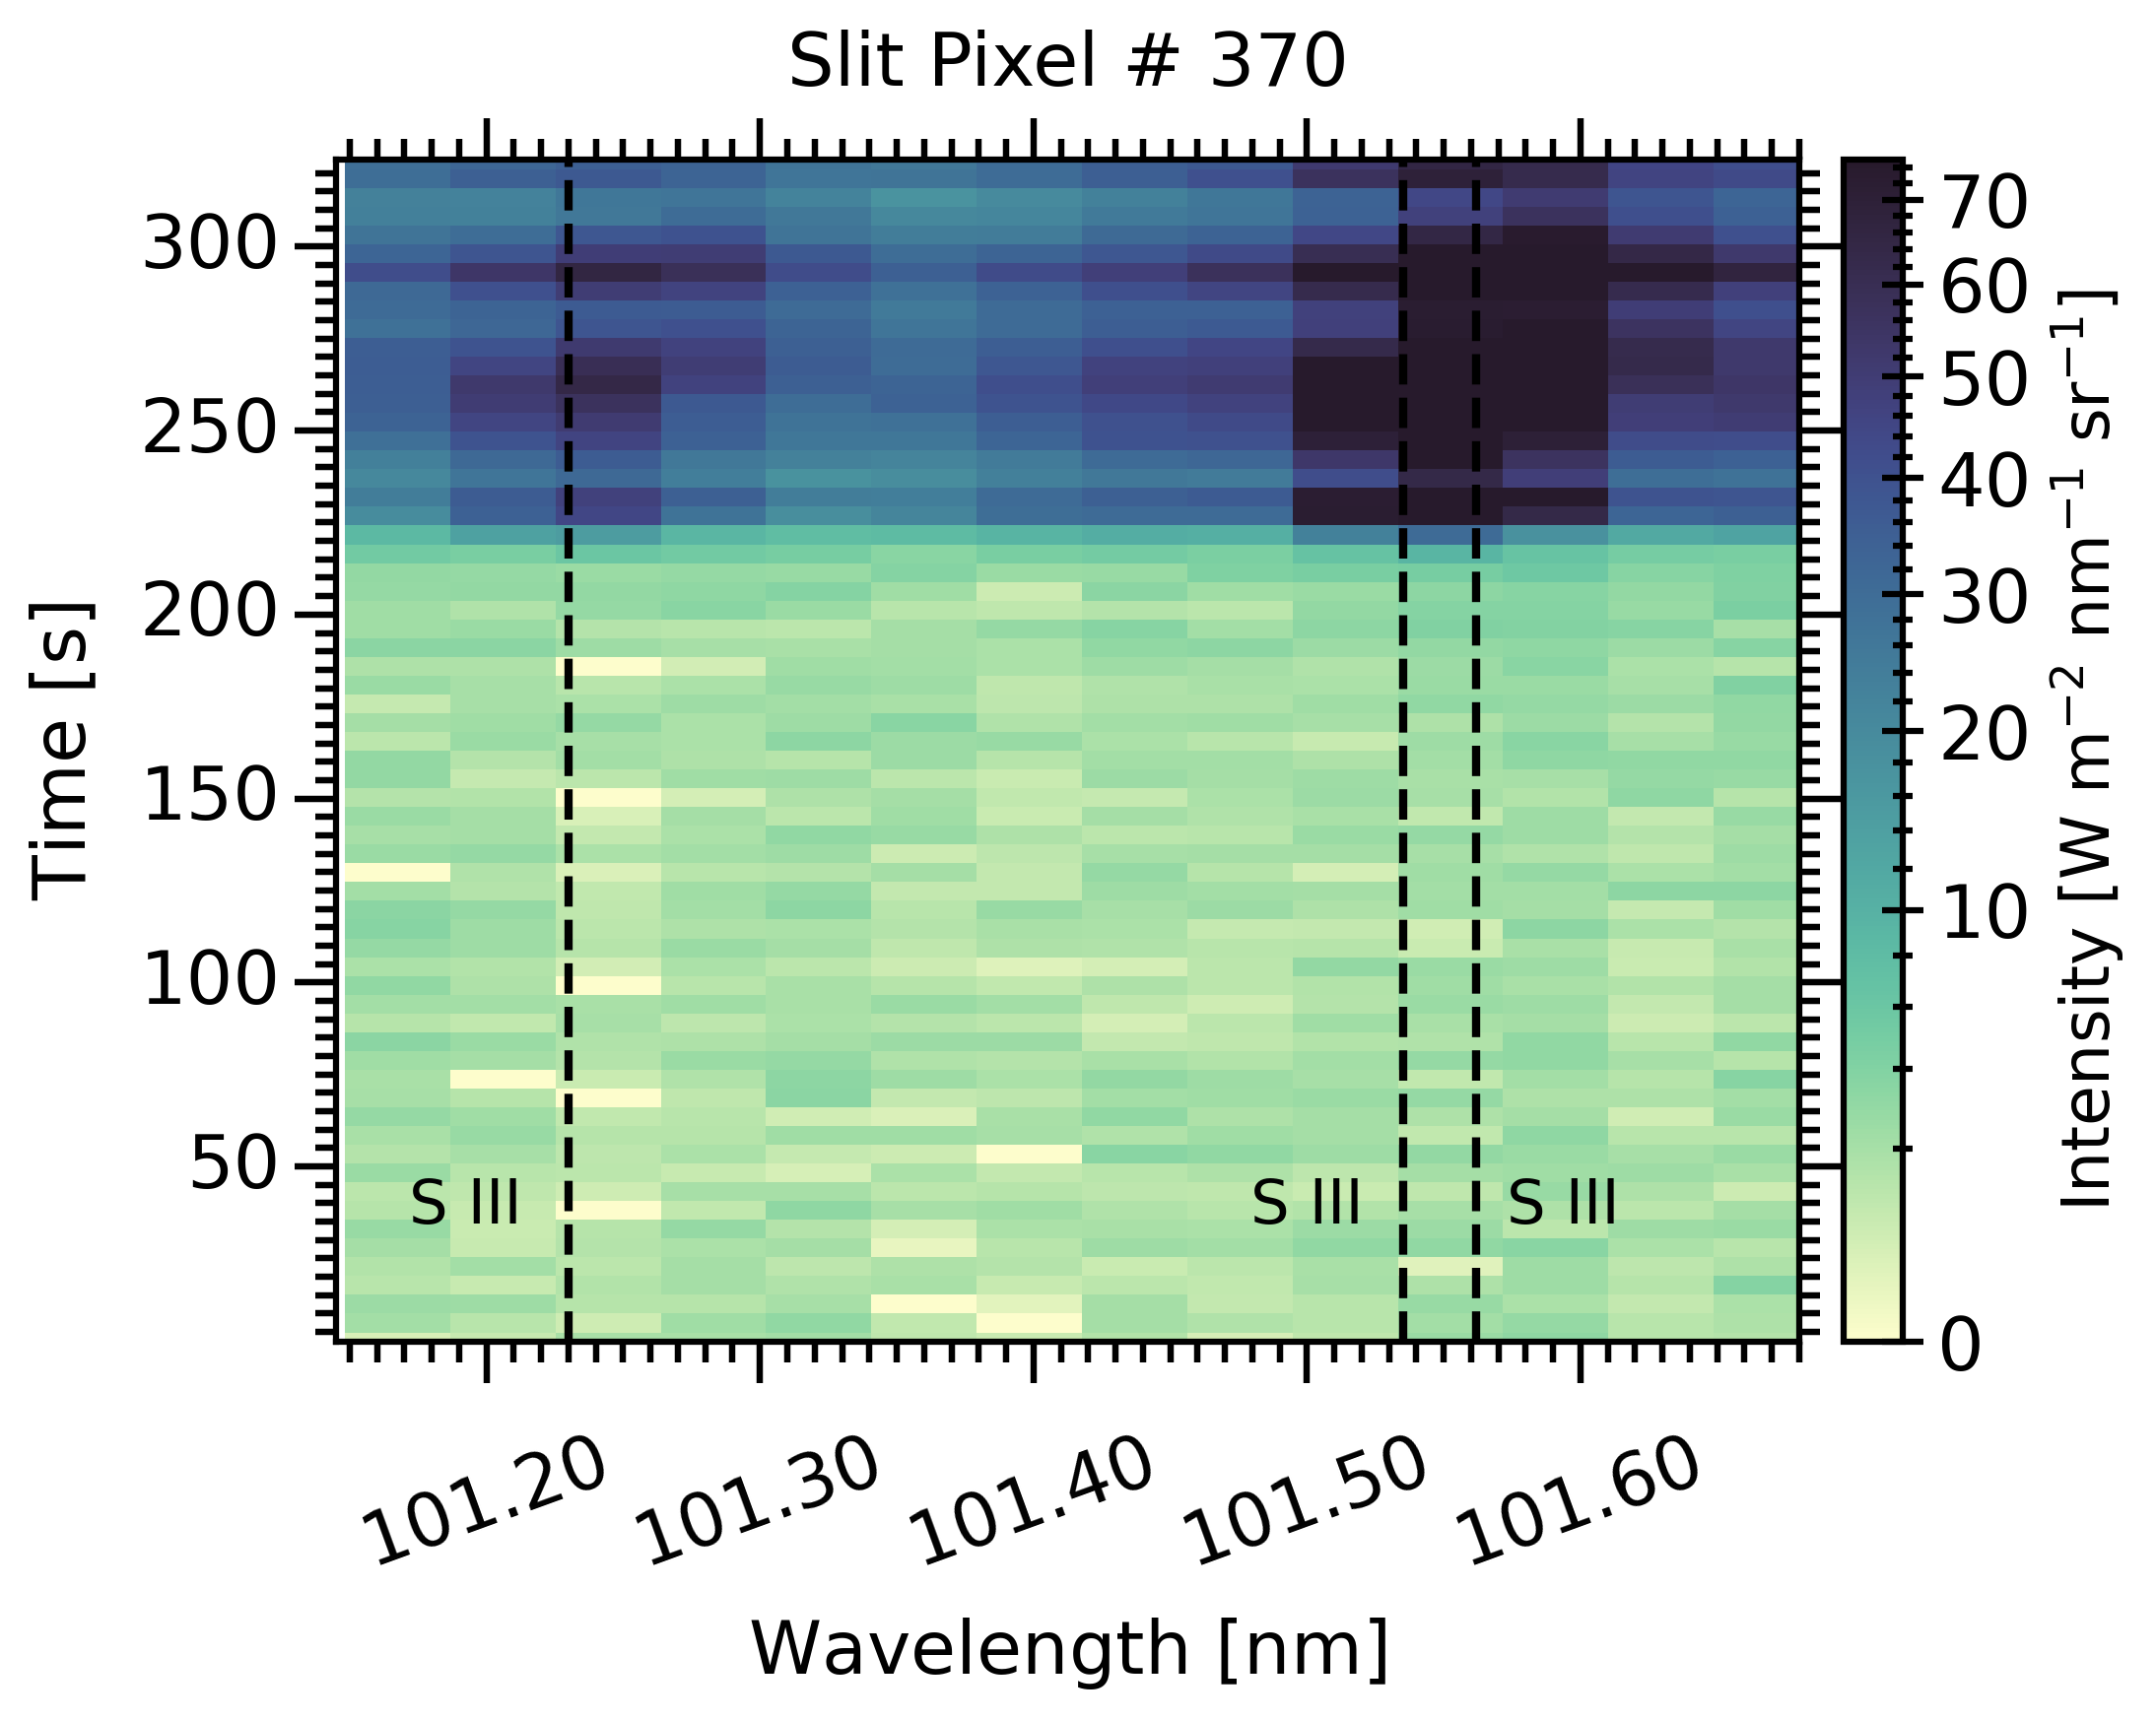 Slit Pixel # 370
300
250
200
150
100
50
Time [s]
S III
S III
S III
101.20
101.30
101.40
101.50
101.60
Wavelength [nm]
70
60
50
40
30
20
10
0
Intensity [W m⁻² nm⁻¹ sr⁻¹]